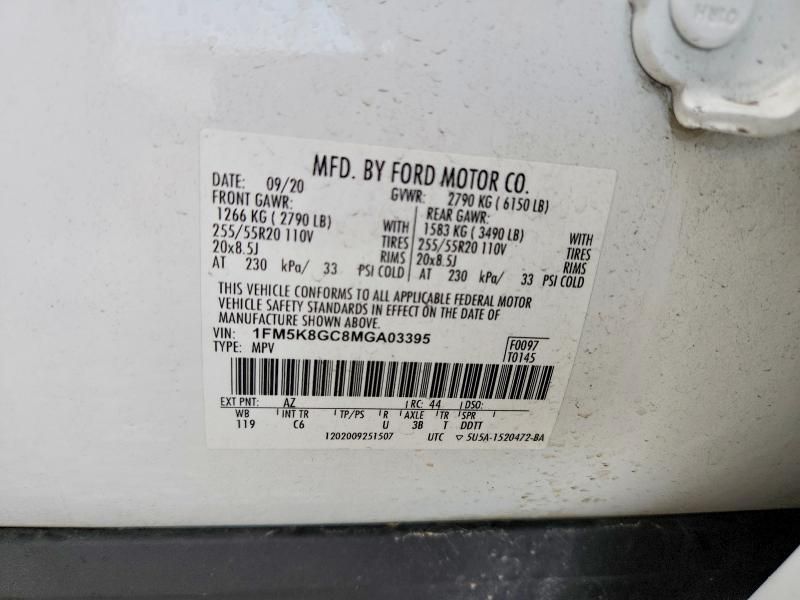 MFD. BY FORD MOTOR CO.
DATE: 09/20 GVWR: 2790 KG ( 6150 LB)
FRONT GAWR: REAR GAWR:
1266 KG ( 2790 LB) WITH 1583 KG ( 3490 LB) WITH
255/55R20 110V TIRES 255/55R20 110V TIRES
20x8.5J RIMS 20x8.5J RIMS
AT 230 kPa/ 33 PSI COLD AT 230 kPa/ 33 PSI COLD
THIS VEHICLE CONFORMS TO ALL APPLICABLE FEDERAL MOTOR
VEHICLE SAFETY STANDARDS IN EFFECT ON THE DATE OF
MANUFACTURE SHOWN ABOVE.
VIN: 1FM5K8GC8MGA03395 F0097
TYPE: MPV T0145
EXT PNT: AZ RC: 44 DSO:
WB INT TR TP/PS R AXLE TR SPR
119 C6 U 3B T DDTT
1202009251507 UTC ▽ 5U5A-1520472-BA